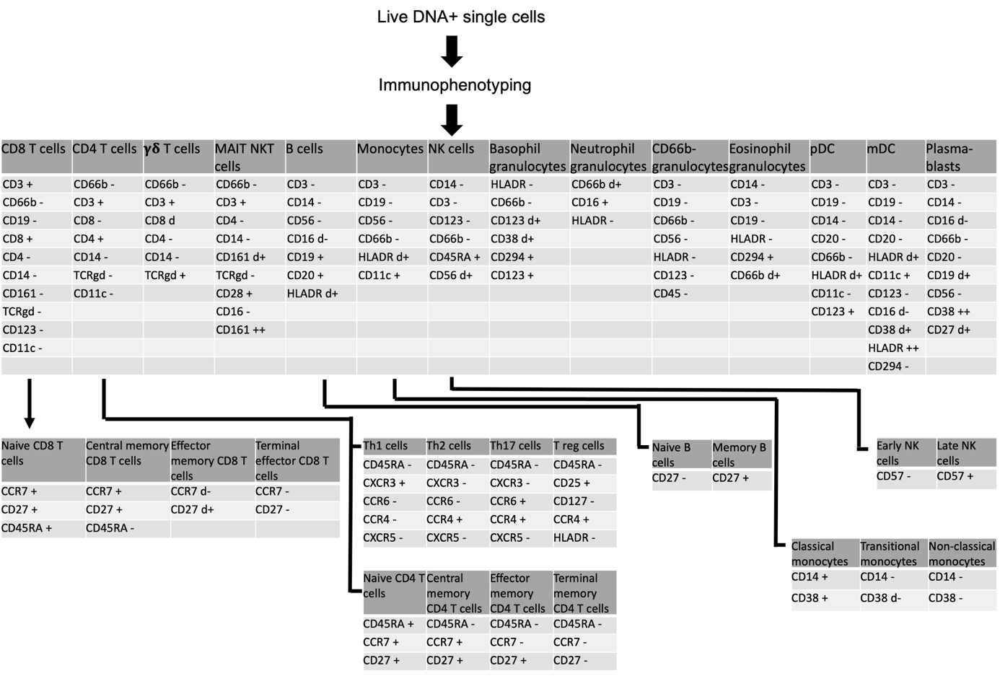 Live DNA+ single cells
Immunophenotyping
CD8 T cells CD4 T cells γδ T cells MAIT NKT cells B cells Monocytes NK cells Basophil granulocytes Neutrophil granulocytes CD66b- granulocytes Eosinophil granulocytes pDC mDC Plasma-blasts
CD3 + CD66b - CD66b - CD66b - CD3 - CD3 - CD14 - HLADR - CD66b d+ CD3 - CD14 - CD3 - CD3 - CD3 -
CD66b - CD3 + CD3 + CD3 + CD14 - CD19 - CD3 - CD66b - CD16 + CD19 - CD3 - CD19 - CD19 - CD14 -
CD19 - CD8 - CD8 d CD4 - CD56 - CD56 - CD123 - CD123 d+ HLADR - CD66b - CD19 - CD14 - CD14 - CD16 d-
CD8 + CD4 + CD4 - CD14 - CD16 d- CD66b - CD66b - CD38 d+ CD56 - HLADR - CD20 - CD20 - CD66b -
CD4 - CD14 - CD14 - CD161 d+ CD19 + HLADR d+ CD45RA + CD294 + HLADR - CD294 + CD66b - HLADR d+ CD20 -
CD14 - TCRgd - TCRgd + TCRgd - CD20 + CD11c + CD56 d+ CD123 + CD123 - CD66b d+ HLADR d+ CD11c + CD19 d+
CD161 - CD11c - CD28 + HLADR d+ CD45 - CD11c - CD123 - CD56 -
TCRgd - CD16 - CD123 + CD16 d- CD38 ++
CD123 - CD161 ++ CD38 d+ CD27 d+
CD11c - HLADR ++
CD294 -
Naive CD8 T cells Central memory CD8 T cells Effector memory CD8 T cells Terminal effector CD8 T cells
CCR7 + CCR7 + CCR7 d- CCR7 -
CD27 + CD27 + CD27 d+ CD27 -
CD45RA + CD45RA -
Th1 cells Th2 cells Th17 cells T reg cells
CD45RA - CD45RA - CD45RA - CD45RA -
CXCR3 + CXCR3 - CXCR3 - CD25 +
CCR6 - CCR6 - CCR6 + CD127 -
CCR4 - CCR4 + CCR4 + CCR4 +
CXCR5 - CXCR5 - CXCR5 - HLADR -
Naive CD4 T cells Central memory CD4 T cells Effector memory CD4 T cells Terminal memory CD4 T cells
CD45RA + CD45RA - CD45RA - CD45RA -
CCR7 + CCR7 + CCR7 - CCR7 -
CD27 + CD27 + CD27 + CD27 -
Naive B cells Memory B cells
CD27 - CD27 +
Early NK cells Late NK cells
CD57 - CD57 +
Classical monocytes Transitional monocytes Non-classical monocytes
CD14 + CD14 - CD14 -
CD38 + CD38 d- CD38 -